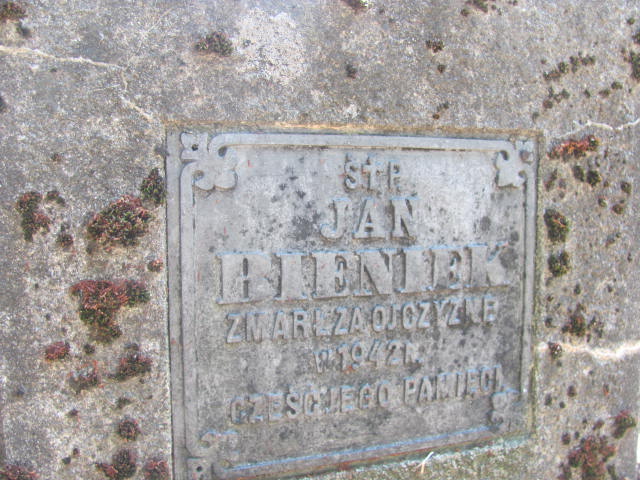 Ś.†P.
JAN
BIENIEK
ZMARŁ ZA OJCZYZNĘ
W 1942 R.
CZEŚĆ JEGO PAMIĘCI